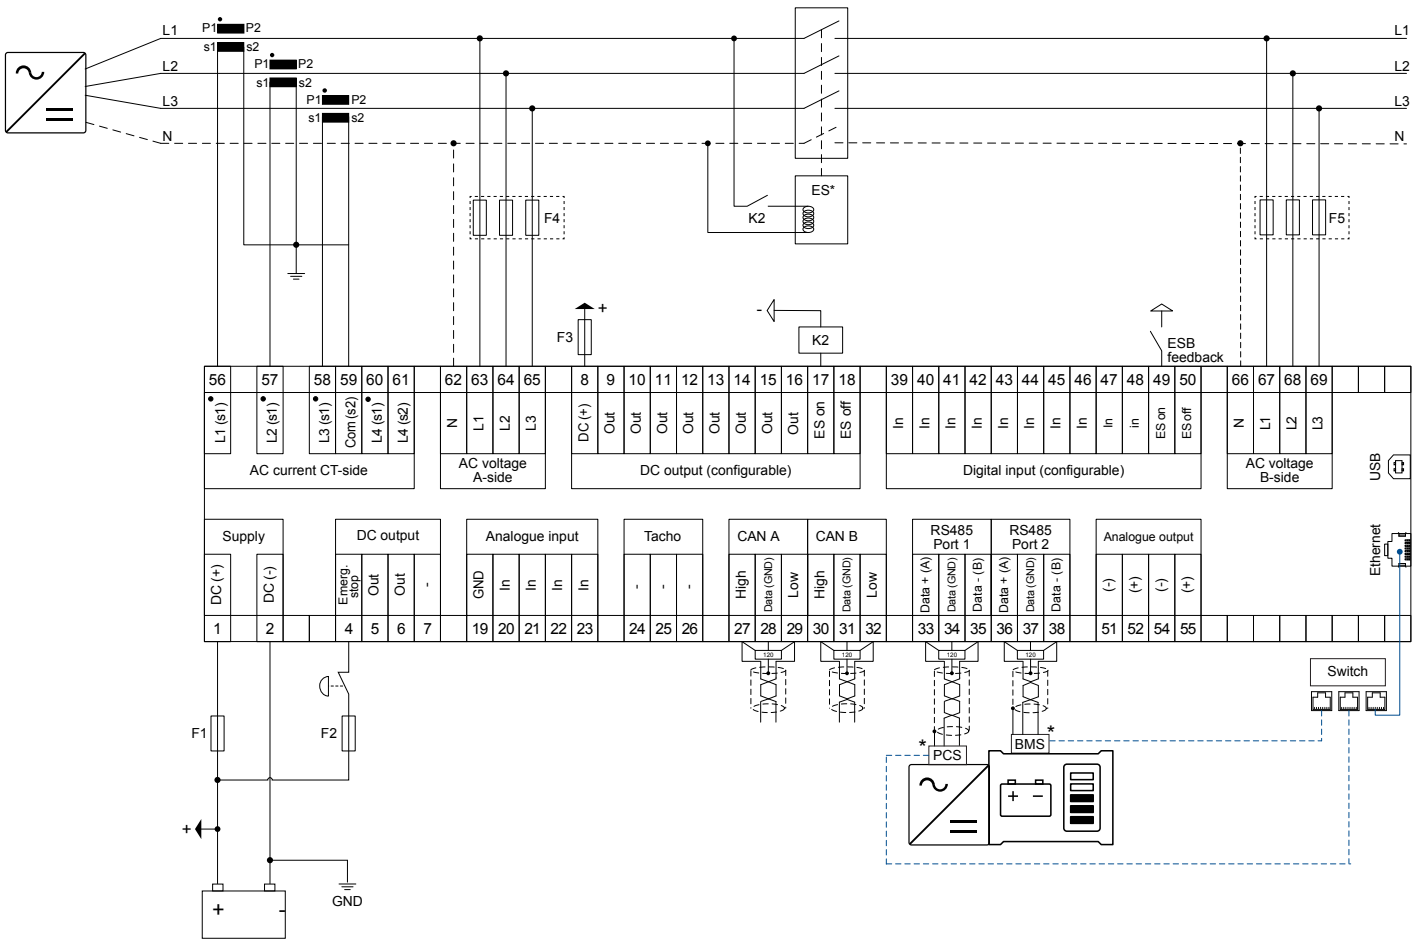 P1 P2
L1 L1
s1 s2
P1 P2
L2 L2
s1 s2
P1 P2
L3 L3
s1 s2
N N
ES*
K2
F4
F5
+
F3
-
K2
ESB
feedback
56 57 58 59 60 61 62 63 64 65 8 9 10 11 12 13 14 15 16 17 18 39 40 41 42 43 44 45 46 47 48 49 50 66 67 68 69
L1 (s1) L2 (s1) L3 (s1) Com (s2) L4 (s1) L4 (s2) N L1 L2 L3 DC (+) Out Out Out Out Out Out Out Out ES on ES off In In In In In In In In In in ES on ES off N L1 L2 L3
AC current CT-side
AC voltage
A-side
DC output (configurable)
Digital input (configurable)
AC voltage
B-side
USB
Ethernet
Supply
DC output
Analogue input
Tacho
CAN A
CAN B
RS485
Port 1
RS485
Port 2
Analogue output
DC (+) DC (-) Emerg.
stop Out Out - GND In In In In - - - High Data (GND) Low High Data (GND) Low Data + (A) Data (GND) Data - (B) Data + (A) Data (GND) Data - (B) (-) (+) (-) (+)
1 2 4 5 6 7 19 20 21 22 23 24 25 26 27 28 29 30 31 32 33 34 35 36 37 38 51 52 54 55
120 120 120 120
Switch
F1
F2
* PCS
BMS *
+ -
+
GND
+ -